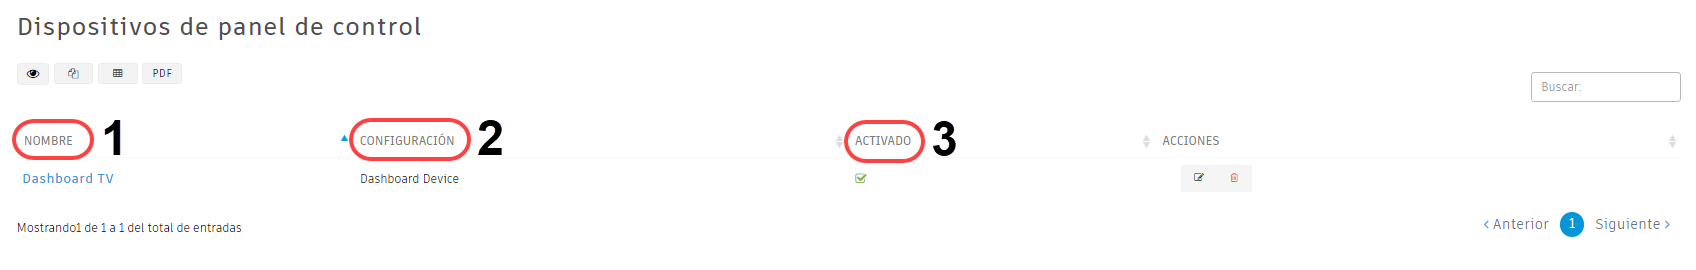 Dispositivos de panel de control
PDF
Buscar:
NOMBRE 1 CONFIGURACIÓN 2 ACTIVADO 3 ACCIONES
Dashboard TV Dashboard Device
Mostrando1 de 1 a 1 del total de entradas
‹ Anterior 1 Siguiente ›